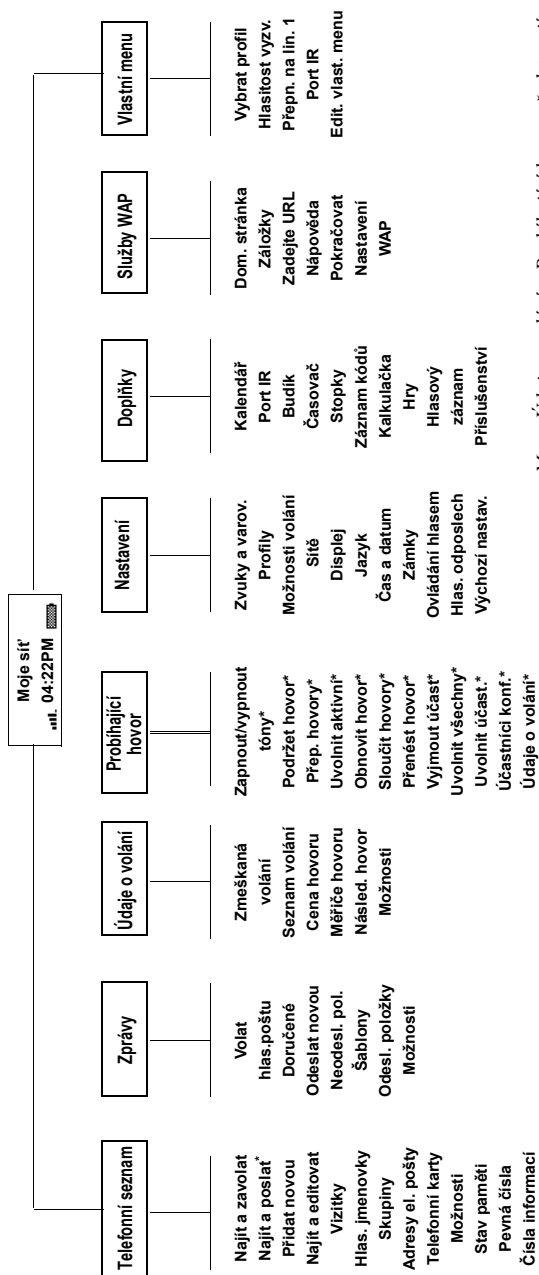 Moje síť
04:22PM
Telefonní seznam
Najít a zavolat
Najít a poslat*
Přidat novou
Najít a editovat
Vizitky
Hlas. jmenovky
Skupiny
Adresy el. pošty
Telefonní karty
Možnosti
Stav paměti
Pevná čísla
Čísla informací
Zprávy
Volat
hlas.poštu
Doručené
Odeslat novou
Neodesl. pol.
Šablony
Odesl. položky
Možnosti
Údaje o volání
Zmeškaná
volání
Seznam volání
Cena hovoru
Měřiče hovoru
Násled. hovor
Možnosti
Probíhající
hovor
Zapnout/vypnout
tóny*
Podržet hovor*
Přep. hovory*
Uvolnit aktivní*
Obnovit hovor*
Sloučit hovory*
Přenést hovor*
Vyjmout účast*
Uvolnit všechny*
Uvolnit účast.*
Účastníci konf.*
Údaje o volání*
Nastavení
Zvuky a varov.
Profily
Možnosti volání
Sítě
Displej
Jazyk
Čas a datum
Zámky
Ovládání hlasem
Hlas. odposlech
Výchozí nastav.
Doplňky
Kalendář
Port IR
Budík
Časovač
Stopky
Záznam kódů
Kalkulačka
Hry
Hlasový
záznam
Příslušenství
Služby WAP
Dom. stránka
Záložky
Zadejte URL
Nápověda
Pokračovat
Nastavení
WAP
Vlastní menu
Vybrat profil
Hlasitost vyzv.
Přepn. na lin. 1
Port IR
Edit. vlast. menu